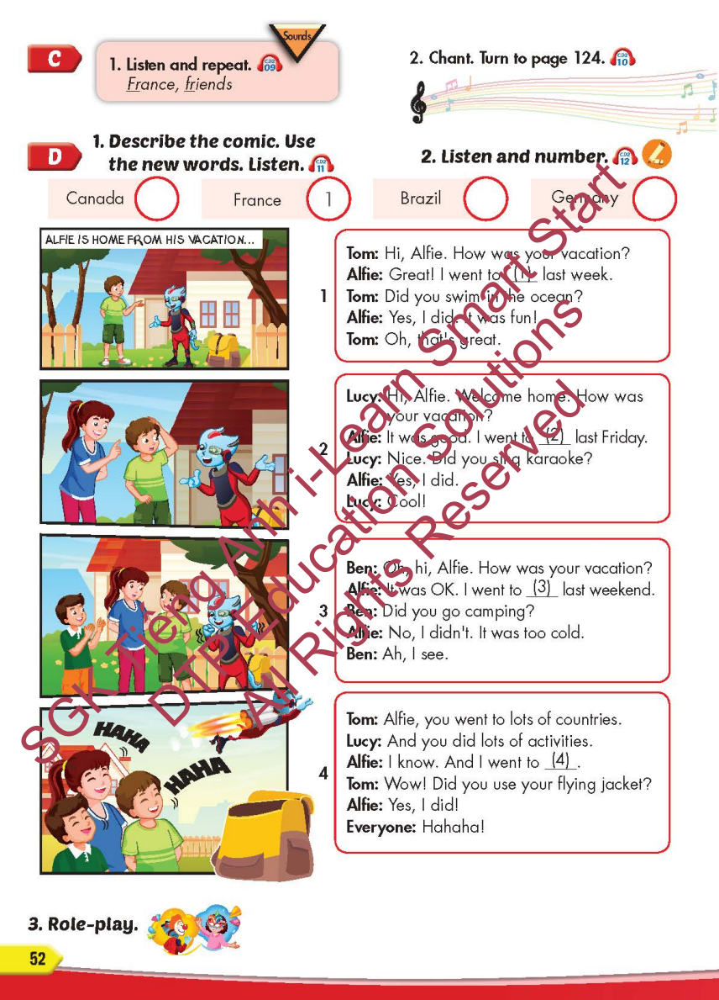 C
Sounds
1. Listen and repeat. CD2 09
France, friends
2. Chant. Turn to page 124. CD2 10
D
1. Describe the comic. Use
the new words. Listen. CD2 11
2. Listen and number. CD2 12
Canada
France 1
Brazil
Germany
ALFIE IS HOME FROM HIS VACATION...
1
Tom: Hi, Alfie. How was your vacation?
Alfie: Great! I went to (1) last week.
Tom: Did you swim in the ocean?
Alfie: Yes, I did. It was fun!
Tom: Oh, that's great.
2
Lucy: Hi, Alfie. Welcome home. How was
your vacation?
Alfie: It was good. I went to (2) last Friday.
Lucy: Nice. Did you sing karaoke?
Alfie: Yes, I did.
Lucy: Cool!
3
Ben: Oh, hi, Alfie. How was your vacation?
Alfie: It was OK. I went to (3) last weekend.
Ben: Did you go camping?
Alfie: No, I didn't. It was too cold.
Ben: Ah, I see.
HAHA
HAHA
4
Tom: Alfie, you went to lots of countries.
Lucy: And you did lots of activities.
Alfie: I know. And I went to (4).
Tom: Wow! Did you use your flying jacket?
Alfie: Yes, I did!
Everyone: Hahaha!
3. Role-play.
52
SGK Tiếng Anh i-Learn Smart Start
DTP Education Solutions
All Rights Reserved